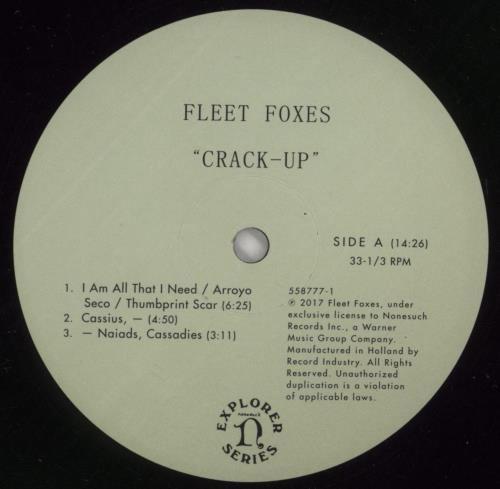 FLEET FOXES
"CRACK-UP"
SIDE A (14:26)
33-1/3 RPM
1. I Am All That I Need / Arroyo
Seco / Thumbprint Scar (6:25)
2. Cassius, – (4:50)
3. – Naiads, Cassadies (3:11)
558777-1
℗ 2017 Fleet Foxes, under
exclusive license to Nonesuch
Records Inc., a Warner
Music Group Company.
Manufactured in Holland by
Record Industry. All Rights
Reserved. Unauthorized
duplication is a violation
of applicable laws.
EXPLORER
nonesuch
n
SERIES